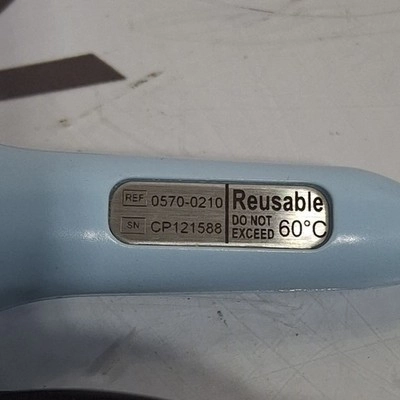 REF 0570-0210
SN CP121588
Reusable
DO NOT
EXCEED 60°C